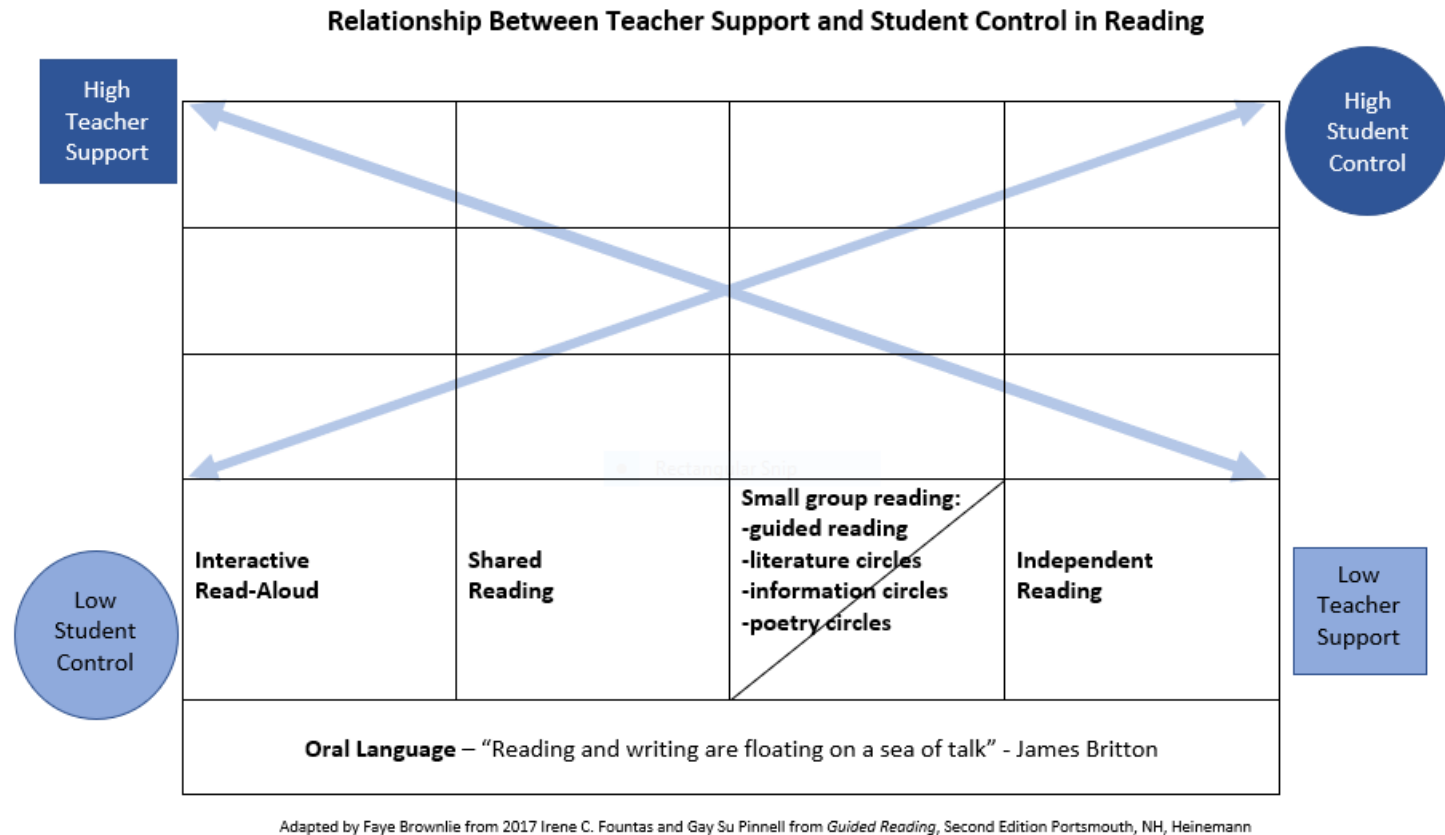 Relationship Between Teacher Support and Student Control in Reading
High
Teacher
Support
High
Student
Control
Rectangular Snip
Interactive
Read-Aloud
Shared
Reading
Small group reading:
-guided reading
-literature circles
-information circles
-poetry circles
Independent
Reading
Low
Student
Control
Low
Teacher
Support
Oral Language – “Reading and writing are floating on a sea of talk” - James Britton
Adapted by Faye Brownlie from 2017 Irene C. Fountas and Gay Su Pinnell from Guided Reading, Second Edition Portsmouth, NH, Heinemann